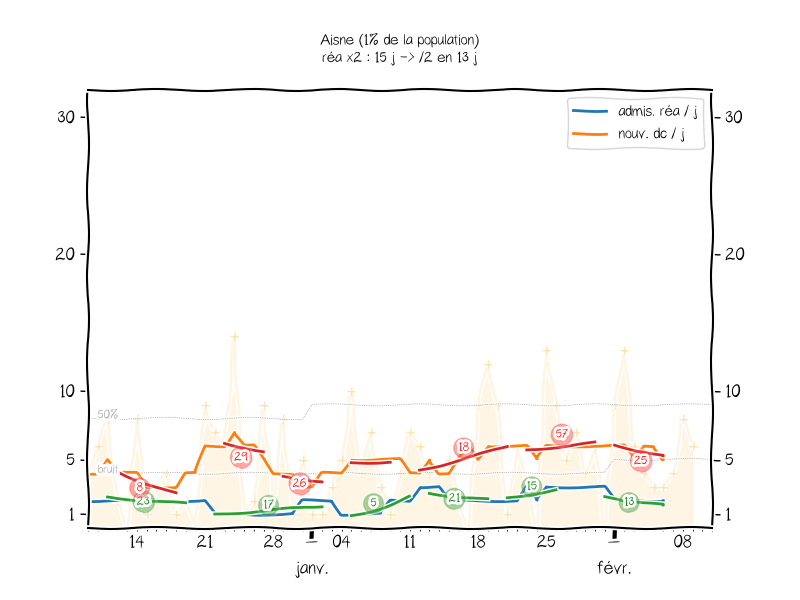 Aisne (1% de la population)
réa x2 : 15 j -> /2 en 13 j
admis. réa / j
nouv. dc / j
30 30
20 20
10 10
50%
5 5
bruit
1 1
8 23 29 17 26 5 18 21 15 57 25 13
14 21 28 1 04 11 18 25 1 08
janv. févr.